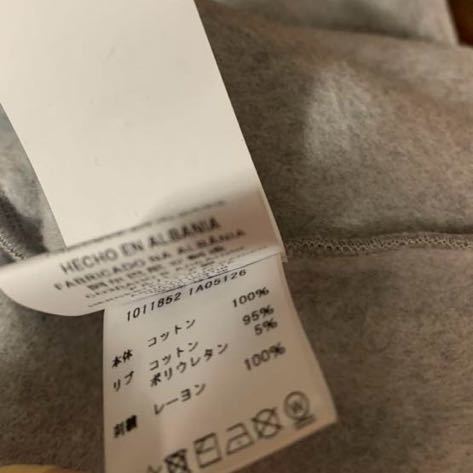 HECHO EN ALBANIA
FABRICADO NA ALBANIA
1011852 1A05126
本体 コットン 100%
リブ コットン 95%
ポリウレタン 5%
刺繍 レーヨン 100%